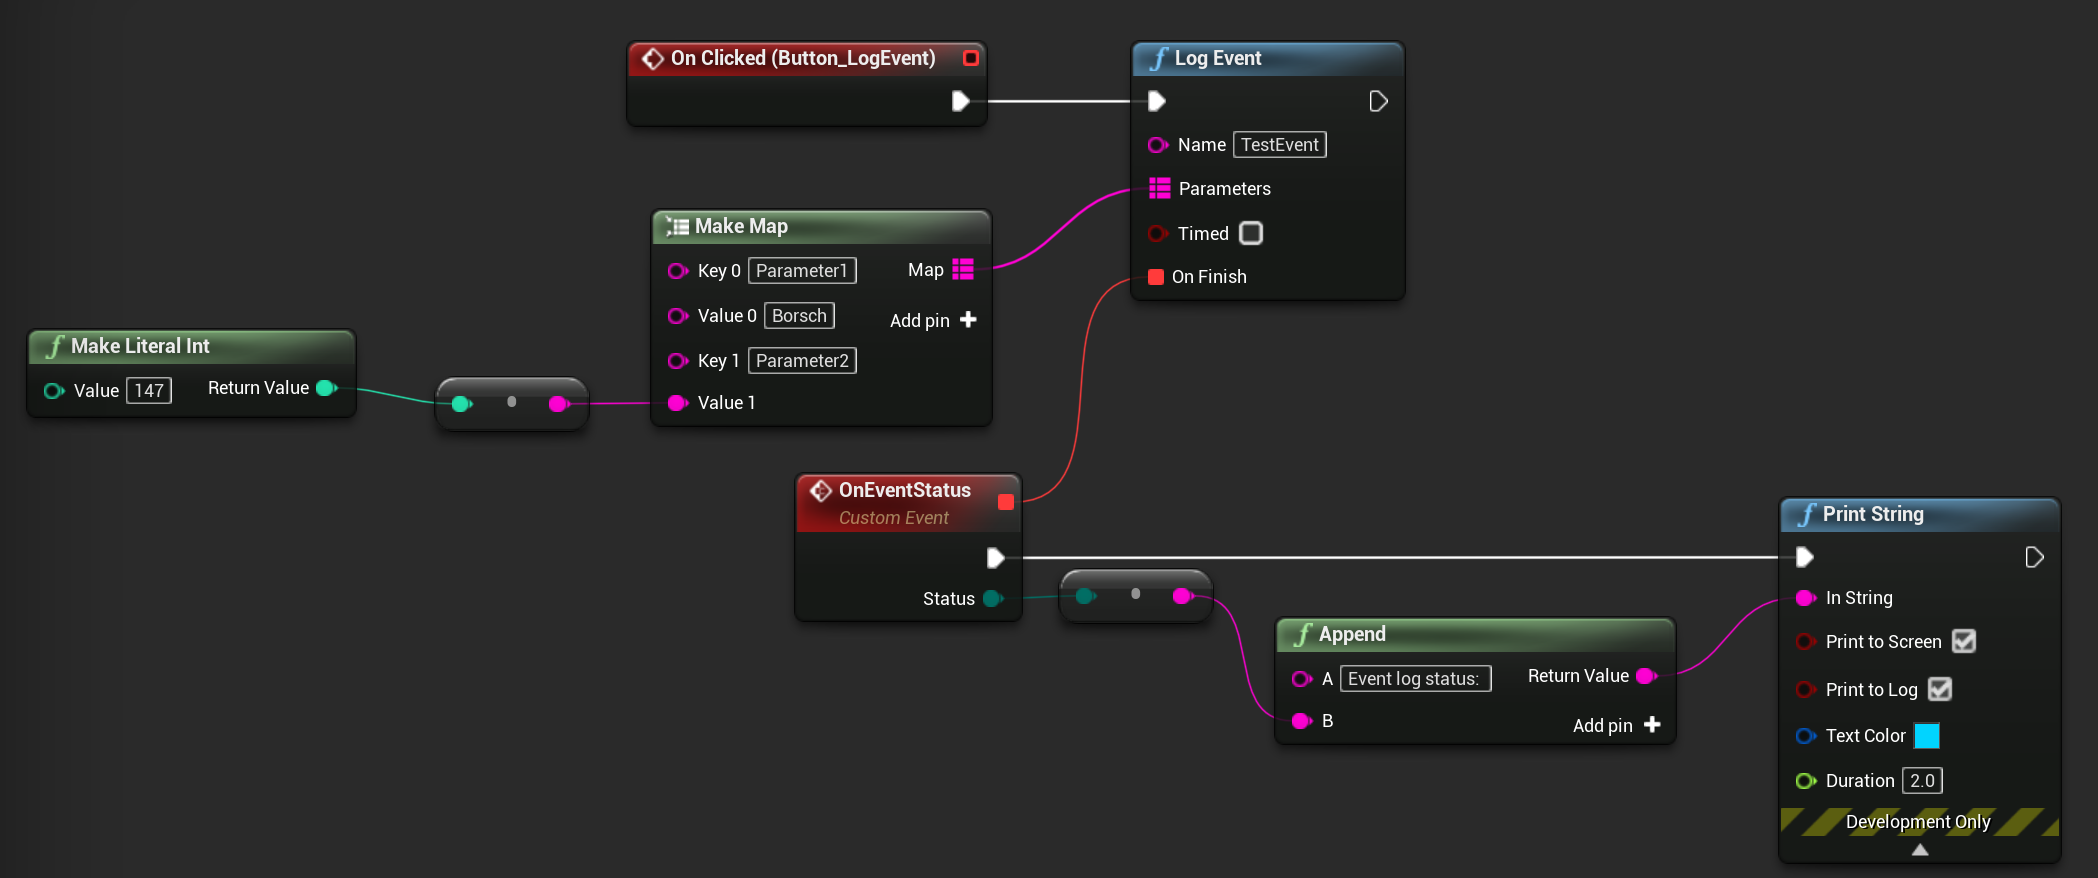 On Clicked (Button_LogEvent)
Log Event
Name TestEvent
Parameters
Timed
On Finish
Make Map
Key 0 Parameter1
Map
Value 0 Borsch
Add pin
Key 1 Parameter2
Value 1
Make Literal Int
Value 147
Return Value
OnEventStatus
Custom Event
Status
Append
A Event log status:
Return Value
B
Add pin
Print String
In String
Print to Screen
Print to Log
Text Color
Duration 2.0
Development Only